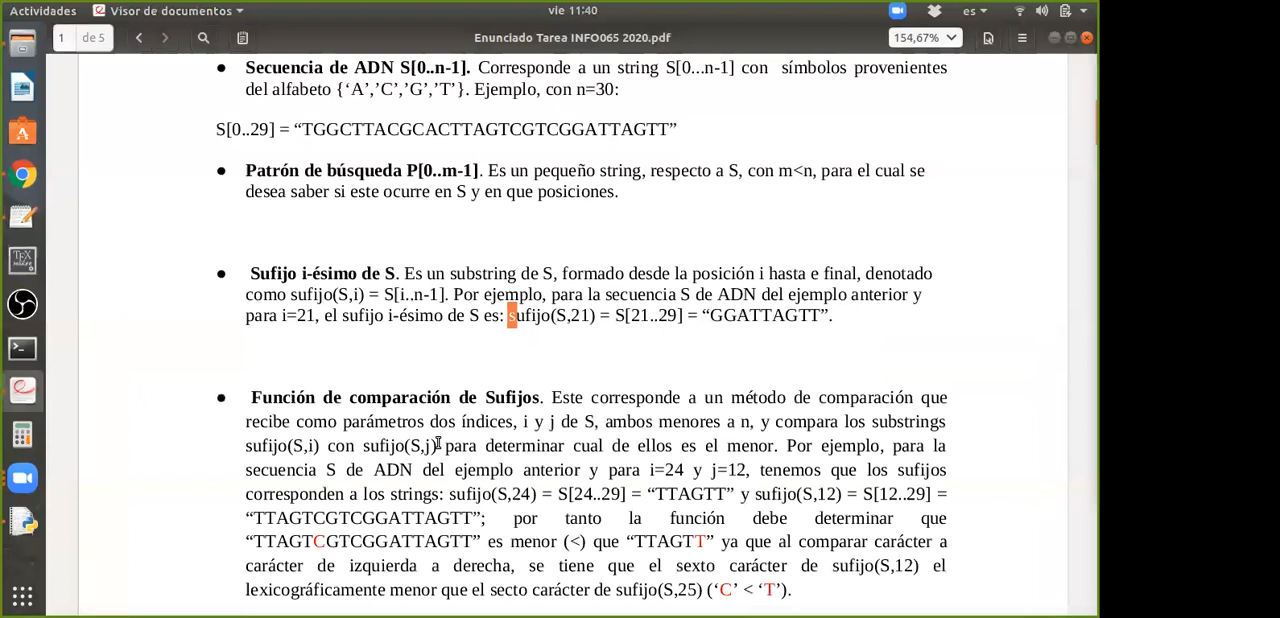 Actividades Visor de documentos vie 11:40 es
1 de 5 Enunciado Tarea INFO065 2020.pdf 154,67%
● Secuencia de ADN S[0..n-1]. Corresponde a un string S[0...n-1] con símbolos provenientes
del alfabeto {‘A’,’C’,’G’,’T’}. Ejemplo, con n=30:
S[0..29] = “TGGCTTACGCACTTAGTCGTCGGATTAGTT”
● Patrón de búsqueda P[0..m-1]. Es un pequeño string, respecto a S, con m<n, para el cual se
desea saber si este ocurre en S y en que posiciones.
● Sufijo i-ésimo de S. Es un substring de S, formado desde la posición i hasta e final, denotado
como sufijo(S,i) = S[i..n-1]. Por ejemplo, para la secuencia S de ADN del ejemplo anterior y
para i=21, el sufijo i-ésimo de S es: sufijo(S,21) = S[21..29] = “GGATTAGTT”.
● Función de comparación de Sufijos. Este corresponde a un método de comparación que
recibe como parámetros dos índices, i y j de S, ambos menores a n, y compara los substrings
sufijo(S,i) con sufijo(S,j) para determinar cual de ellos es el menor. Por ejemplo, para la
secuencia S de ADN del ejemplo anterior y para i=24 y j=12, tenemos que los sufijos
corresponden a los strings: sufijo(S,24) = S[24..29] = “TTAGTT” y sufijo(S,12) = S[12..29] =
“TTAGTCGTCGGATTAGTT”; por tanto la función debe determinar que
“TTAGTCGTCGGATTAGTT” es menor (<) que “TTAGTT” ya que al comparar carácter a
carácter de izquierda a derecha, se tiene que el sexto carácter de sufijo(S,12) el
lexicográficamente menor que el secto carácter de sufijo(S,25) (‘C’ < ‘T’).